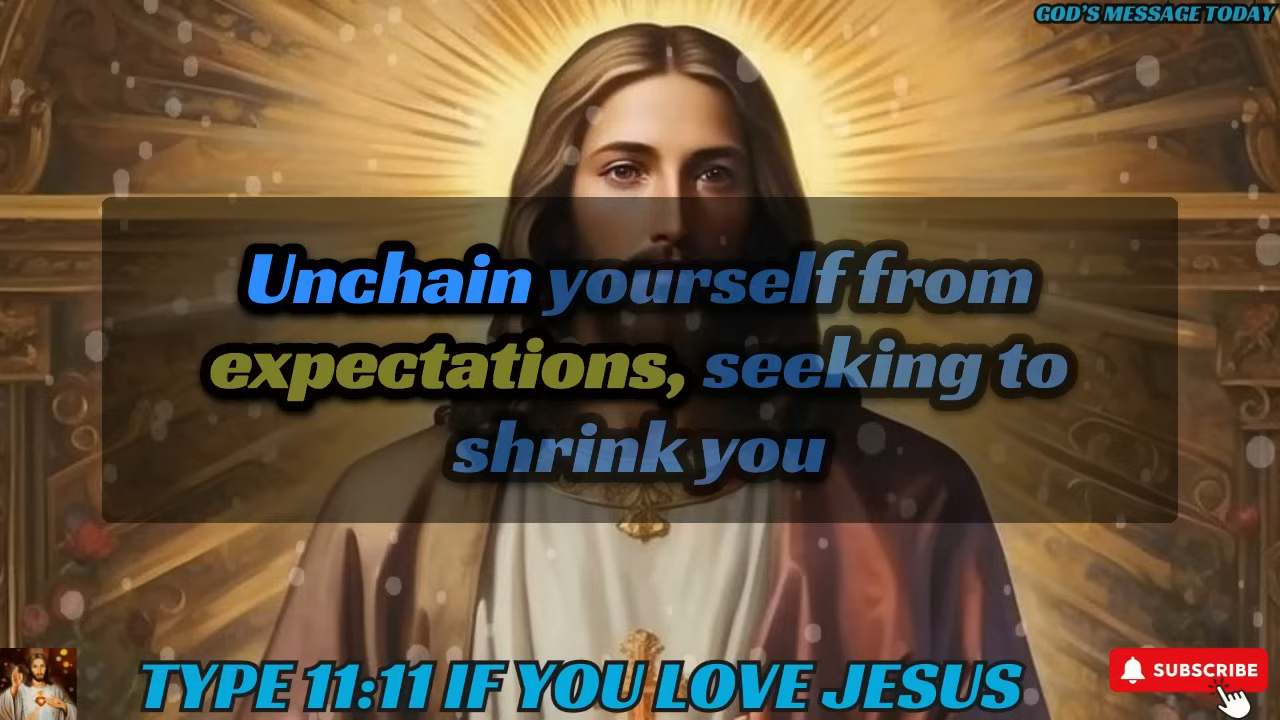 GOD'S MESSAGE TODAY
Unchain yourself from
expectations, seeking to
shrink you
TYPE 11:11 IF YOU LOVE JESUS
SUBSCRIBE